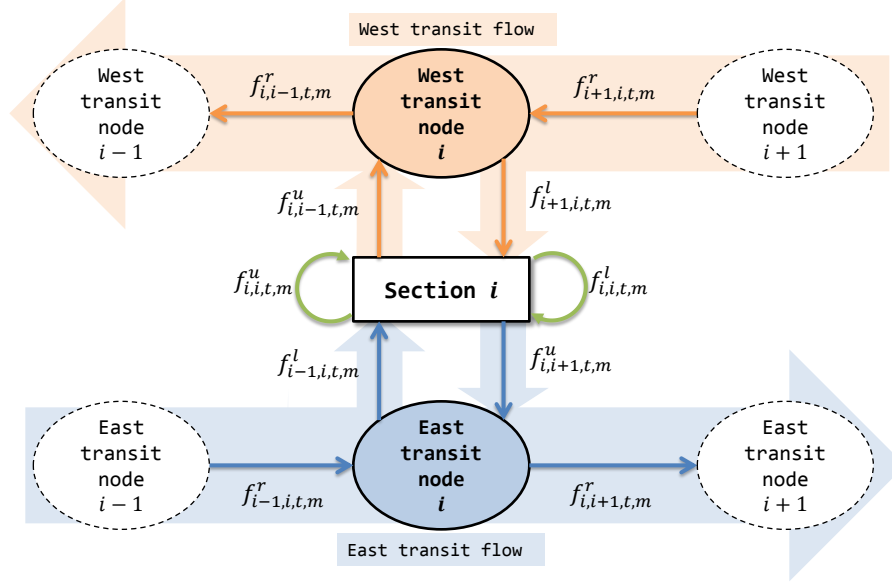 West transit flow
West
transit
node
i − 1
f^r_{i,i−1,t,m}
West
transit
node
i
f^r_{i+1,i,t,m}
West
transit
node
i + 1
f^u_{i,i−1,t,m}
f^l_{i+1,i,t,m}
f^u_{i,i,t,m}
Section i
f^l_{i,i,t,m}
f^l_{i−1,i,t,m}
f^u_{i,i+1,t,m}
East
transit
node
i − 1
f^r_{i−1,i,t,m}
East
transit
node
i
f^r_{i,i+1,t,m}
East
transit
node
i + 1
East transit flow